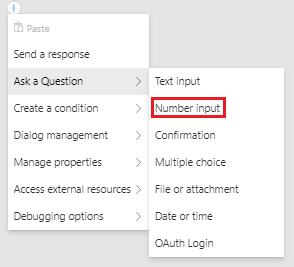 Paste
Send a response
Ask a Question
Create a condition
Dialog management
Manage properties
Access external resources
Debugging options
Text input
Number input
Confirmation
Multiple choice
File or attachment
Date or time
OAuth Login